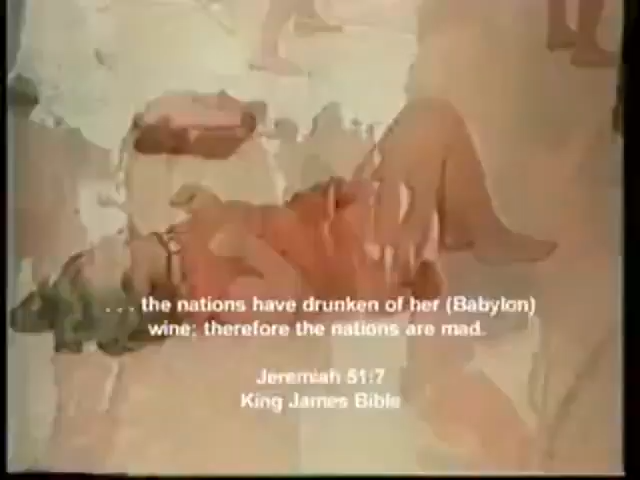 . . . the nations have drunken of her (Babylon)
wine; therefore the nations are mad.
Jeremiah 51:7
King James Bible